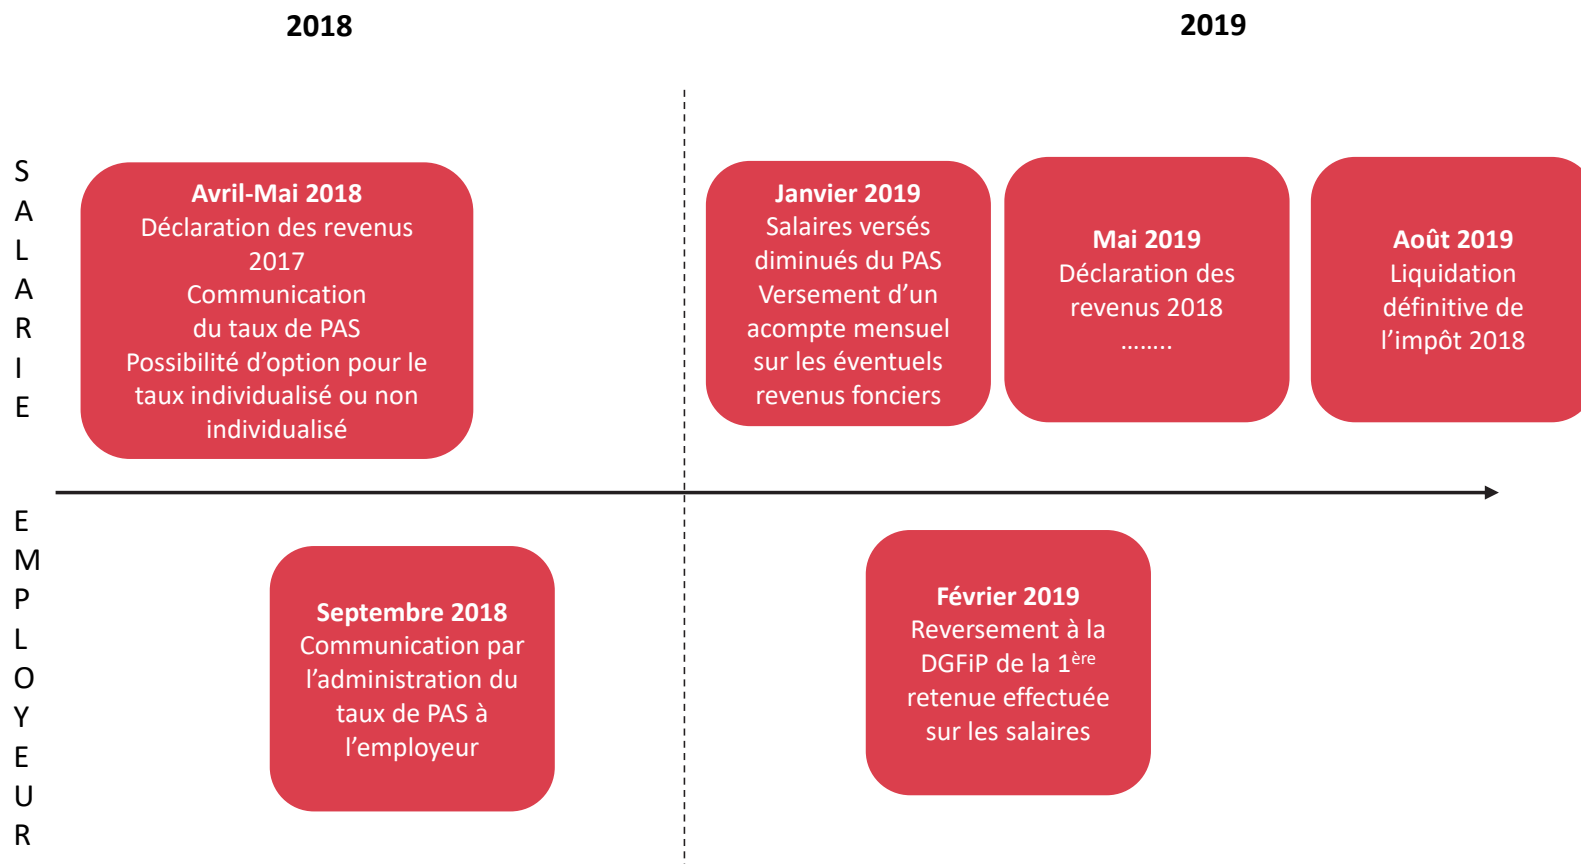 2018
2019
SALARIE
Avril-Mai 2018
Déclaration des revenus
2017
Communication
du taux de PAS
Possibilité d’option pour le
taux individualisé ou non
individualisé
Janvier 2019
Salaires versés
diminués du PAS
Versement d’un
acompte mensuel
sur les éventuels
revenus fonciers
Mai 2019
Déclaration des
revenus 2018
……..
Août 2019
Liquidation
définitive de
l’impôt 2018
EMPLOYEUR
Septembre 2018
Communication par
l’administration du
taux de PAS à
l’employeur
Février 2019
Reversement à la
DGFiP de la 1ère
retenue effectuée
sur les salaires